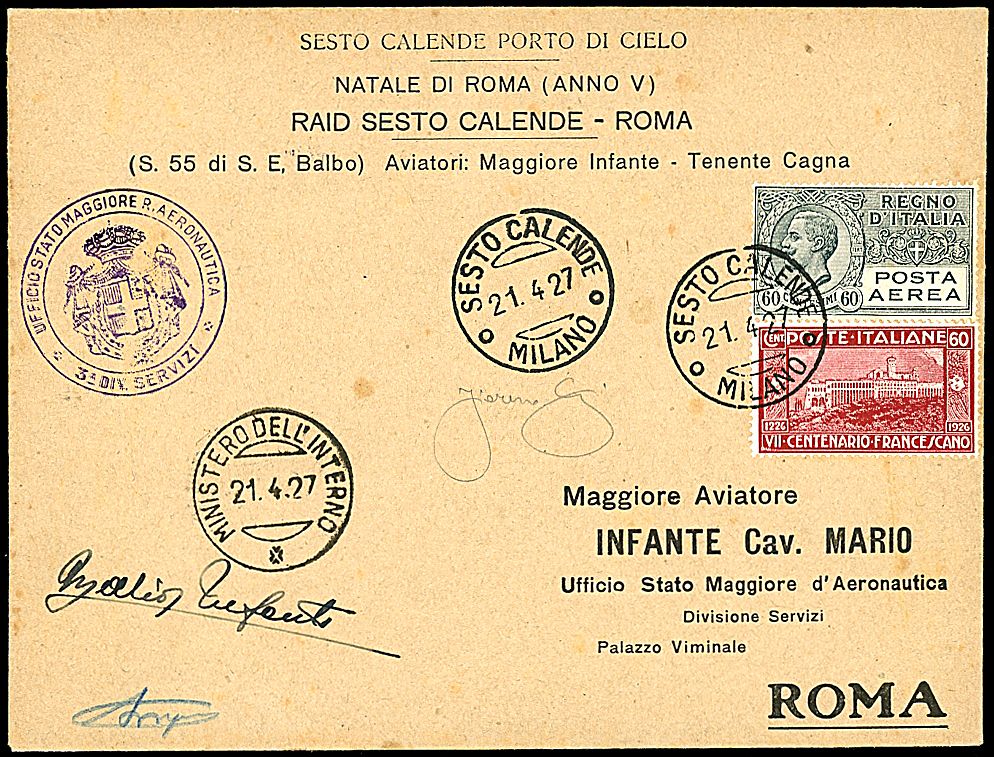 SESTO CALENDE PORTO DI CIELO
NATALE DI ROMA (ANNO V)
RAID SESTO CALENDE - ROMA
(S. 55 di S. E, Balbo) Aviatori: Maggiore Infante - Tenente Cagna
UFFICIO STATO MAGGIORE R. AERONAUTICA
3ª DIV. SERVIZI
SESTO CALENDE
21.4.27
MILANO
SESTO CALENDE
21.4.27
MILANO
REGNO
D'ITALIA
POSTA
AEREA
60 60
CENT. POSTE·ITALIANE 60
1226 1926
VII·CENTENARIO·FRANCESCANO
MINISTERO DELL'INTERNO
21.4.27
Mario Infante
Maggiore Aviatore
INFANTE Cav. MARIO
Ufficio Stato Maggiore d'Aeronautica
Divisione Servizi
Palazzo Viminale
ROMA